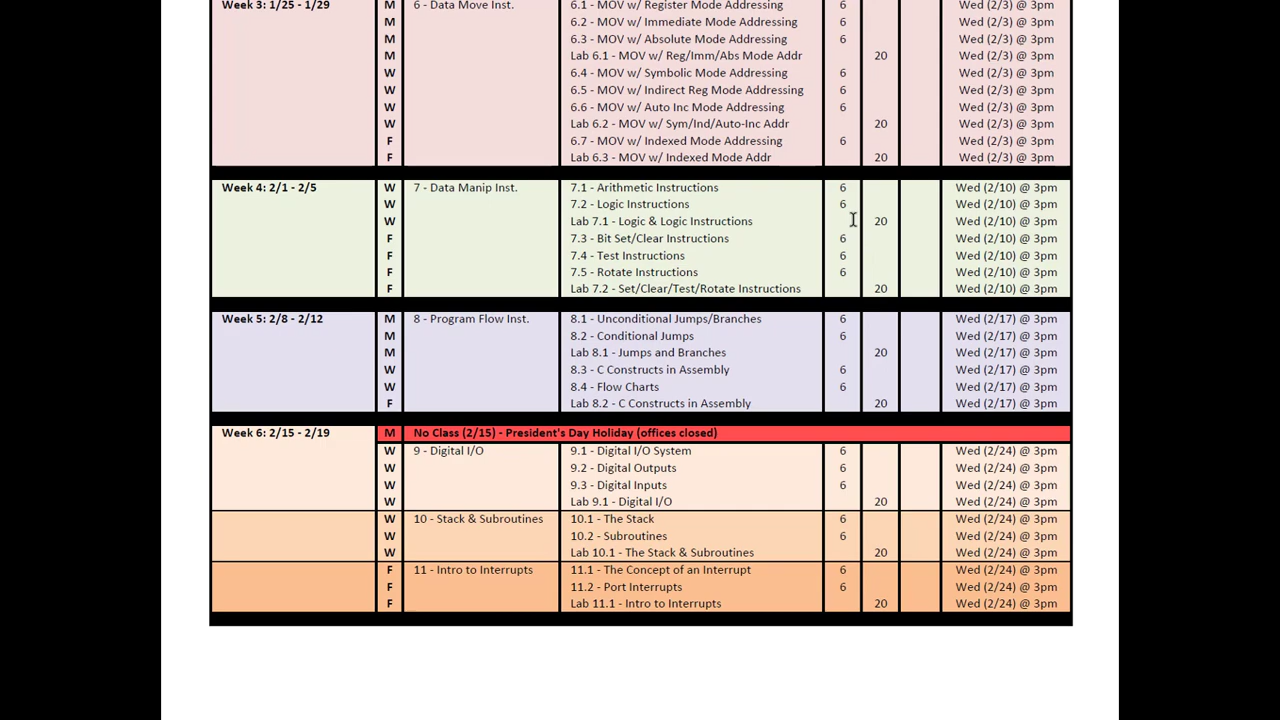 Week 3: 1/25 - 1/29 M 6 - Data Move Inst. 6.1 - MOV w/ Register Mode Addressing 6 Wed (2/3) @ 3pm
M 6.2 - MOV w/ Immediate Mode Addressing 6 Wed (2/3) @ 3pm
M 6.3 - MOV w/ Absolute Mode Addressing 6 Wed (2/3) @ 3pm
M Lab 6.1 - MOV w/ Reg/Imm/Abs Mode Addr 20 Wed (2/3) @ 3pm
W 6.4 - MOV w/ Symbolic Mode Addressing 6 Wed (2/3) @ 3pm
W 6.5 - MOV w/ Indirect Reg Mode Addressing 6 Wed (2/3) @ 3pm
W 6.6 - MOV w/ Auto Inc Mode Addressing 6 Wed (2/3) @ 3pm
W Lab 6.2 - MOV w/ Sym/Ind/Auto-Inc Addr 20 Wed (2/3) @ 3pm
F 6.7 - MOV w/ Indexed Mode Addressing 6 Wed (2/3) @ 3pm
F Lab 6.3 - MOV w/ Indexed Mode Addr 20 Wed (2/3) @ 3pm
Week 4: 2/1 - 2/5 W 7 - Data Manip Inst. 7.1 - Arithmetic Instructions 6 Wed (2/10) @ 3pm
W 7.2 - Logic Instructions 6 Wed (2/10) @ 3pm
W Lab 7.1 - Logic & Logic Instructions 20 Wed (2/10) @ 3pm
F 7.3 - Bit Set/Clear Instructions 6 Wed (2/10) @ 3pm
F 7.4 - Test Instructions 6 Wed (2/10) @ 3pm
F 7.5 - Rotate Instructions 6 Wed (2/10) @ 3pm
F Lab 7.2 - Set/Clear/Test/Rotate Instructions 20 Wed (2/10) @ 3pm
Week 5: 2/8 - 2/12 M 8 - Program Flow Inst. 8.1 - Unconditional Jumps/Branches 6 Wed (2/17) @ 3pm
M 8.2 - Conditional Jumps 6 Wed (2/17) @ 3pm
M Lab 8.1 - Jumps and Branches 20 Wed (2/17) @ 3pm
W 8.3 - C Constructs in Assembly 6 Wed (2/17) @ 3pm
W 8.4 - Flow Charts 6 Wed (2/17) @ 3pm
F Lab 8.2 - C Constructs in Assembly 20 Wed (2/17) @ 3pm
Week 6: 2/15 - 2/19 M No Class (2/15) - President's Day Holiday (offices closed)
W 9 - Digital I/O 9.1 - Digital I/O System 6 Wed (2/24) @ 3pm
W 9.2 - Digital Outputs 6 Wed (2/24) @ 3pm
W 9.3 - Digital Inputs 6 Wed (2/24) @ 3pm
W Lab 9.1 - Digital I/O 20 Wed (2/24) @ 3pm
W 10 - Stack & Subroutines 10.1 - The Stack 6 Wed (2/24) @ 3pm
W 10.2 - Subroutines 6 Wed (2/24) @ 3pm
W Lab 10.1 - The Stack & Subroutines 20 Wed (2/24) @ 3pm
F 11 - Intro to Interrupts 11.1 - The Concept of an Interrupt 6 Wed (2/24) @ 3pm
F 11.2 - Port Interrupts 6 Wed (2/24) @ 3pm
F Lab 11.1 - Intro to Interrupts 20 Wed (2/24) @ 3pm